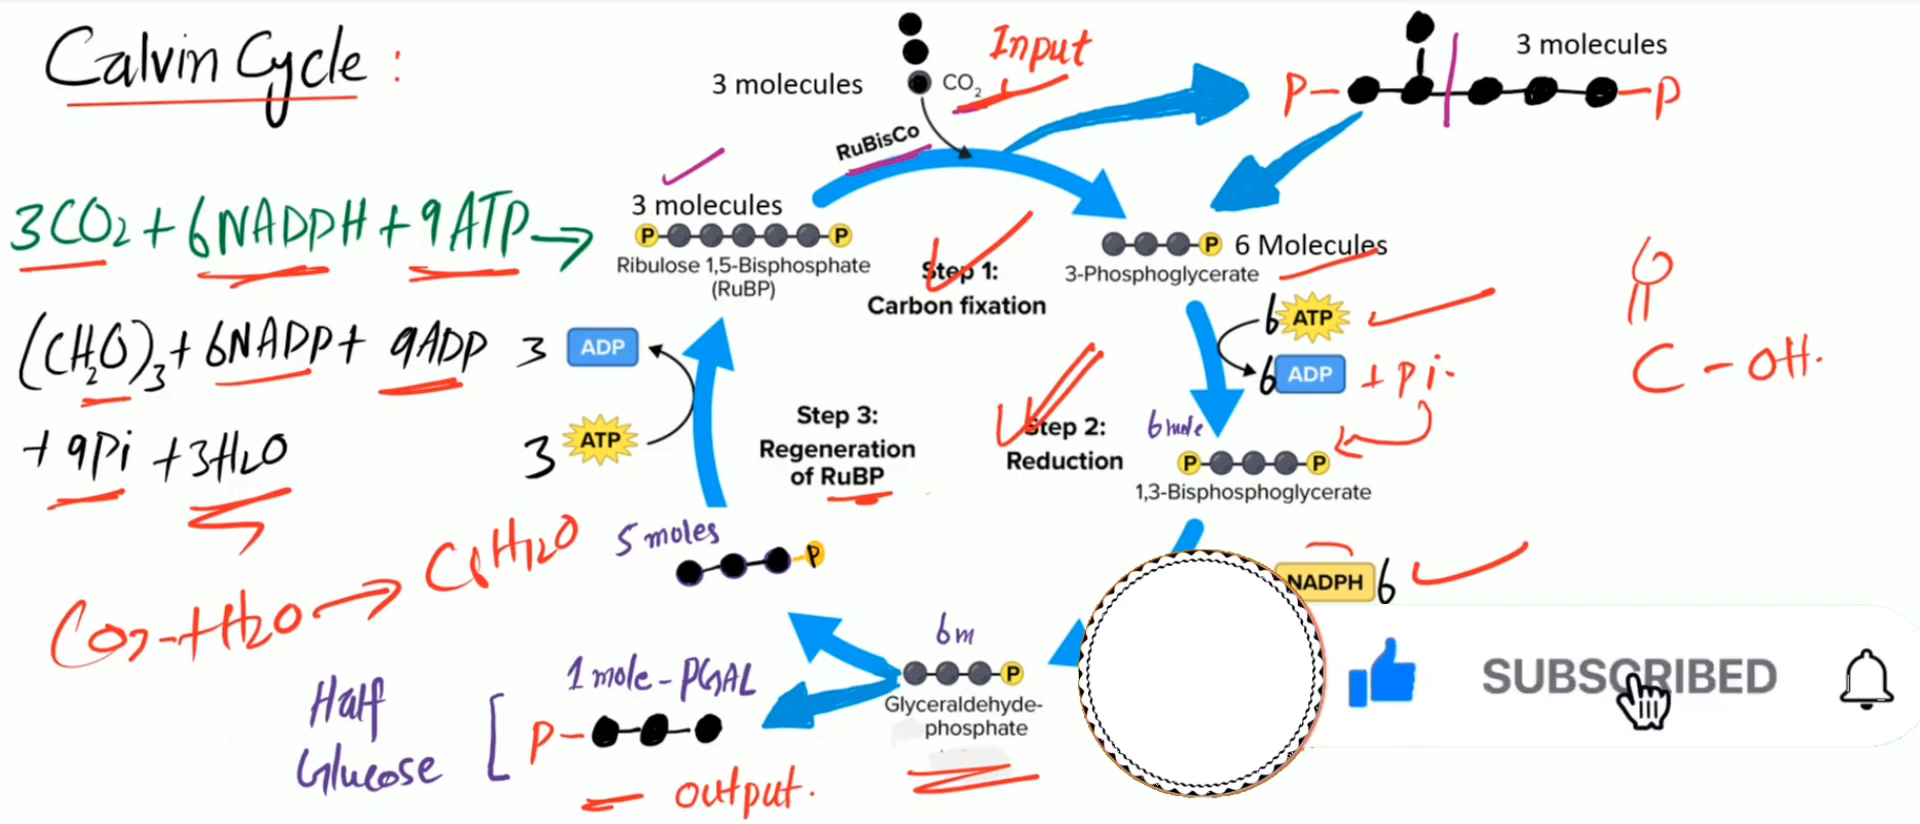 Calvin Cycle :
3 molecules
CO2
Input
RuBisCo
P
P
3 molecules
3CO2 + 6NADPH + 9ATP →
(CH2O)3 + 6NADP + 9ADP
+ 9Pi + 3H2O
3 molecules
P
P
Ribulose 1,5-Bisphosphate
(RuBP)
Step 1:
Carbon fixation
P
6 Molecules
3-Phosphoglycerate
6 ATP
6 ADP + Pi
O
C - OH
3 ADP
3 ATP
Step 3:
Regeneration
of RuBP
Step 2:
Reduction
6 mole
P
P
1,3-Bisphosphoglycerate
NADPH 6
5 moles
P
CO2 + H2O → C6H12O
6m
P
Glyceraldehyde-
phosphate
1 mole - PGAL
P
Half
Glucose
output.
SUBSCRIBED